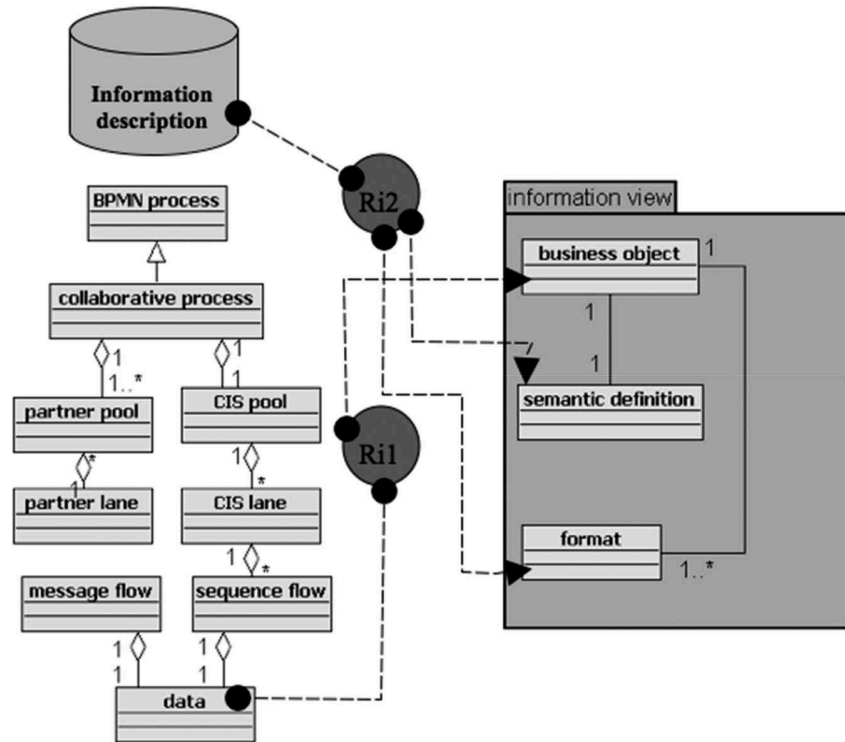 Information
description
Ri2
BPMN process
information view
business object
1
collaborative process
1
1
1
1..*
1
1
partner pool
CIS pool
semantic definition
*
1
1
*
Ri1
partner lane
CIS lane
format
1
*
1..*
message flow
sequence flow
1
1
1
1
data